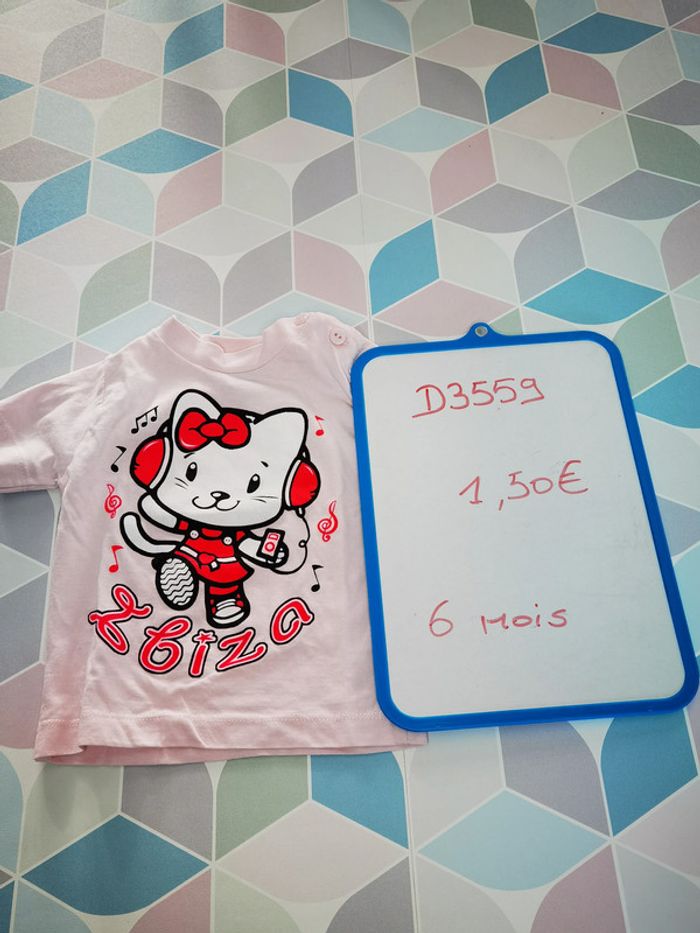 Ibiza
D3559
1,50€
6 mois